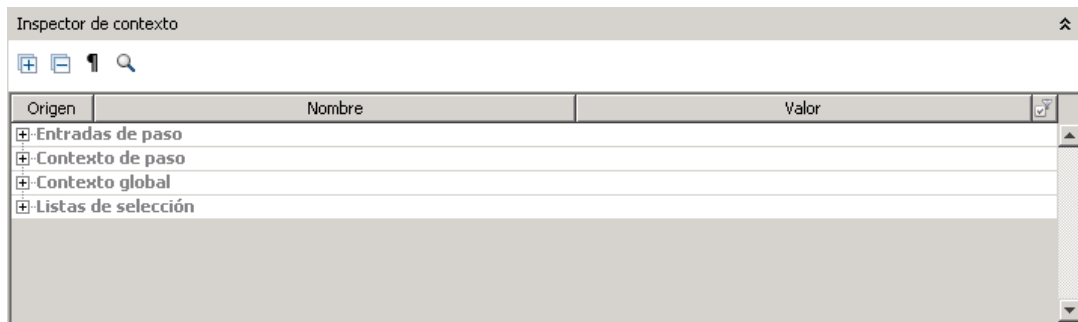 Inspector de contexto
Origen Nombre Valor
Entradas de paso
Contexto de paso
Contexto global
Listas de selección